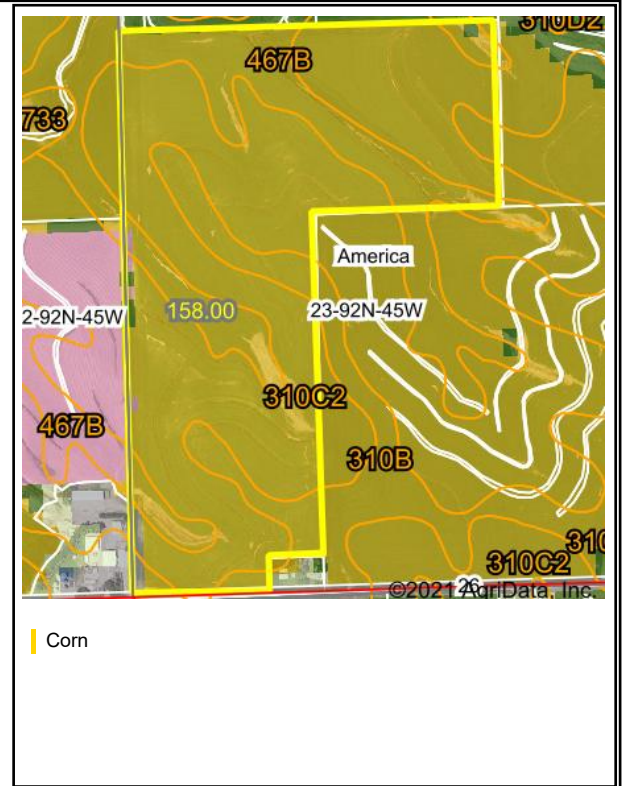 310D2
467B
733
America
2-92N-45W
158.00
23-92N-45W
310C2
467B
310B
310
310C2
26
©2021 AgriData, Inc.
Corn